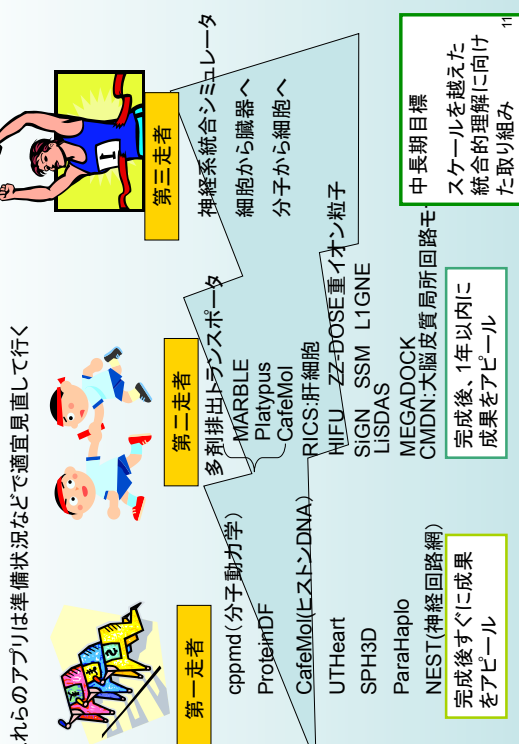 れらのアプリは準備状況などで適宜見直して行く
第一走者
cppmd(分子動力学)
ProteinDF
CafeMol(ヒストンDNA)
UTHeart
SPH3D
ParaHaplo
NEST(神経回路網)
完成後すぐに成果
をアピール
第二走者
多剤排出トランスポータ
MARBLE
Platypus
CafeMol
RICS:肝細胞
HIFU ZZ-DOSE重イオン粒子
SiGN SSM L1GNE
LiSDAS
MEGADOCK
CMDN:大脳皮質局所回路モ
完成後、1年以内に
成果をアピール
第三走者
神経系統合シミュレータ
細胞から臓器へ
分子から細胞へ
中長期目標
スケールを越えた
統合的理解に向け
た取り組み
1
11